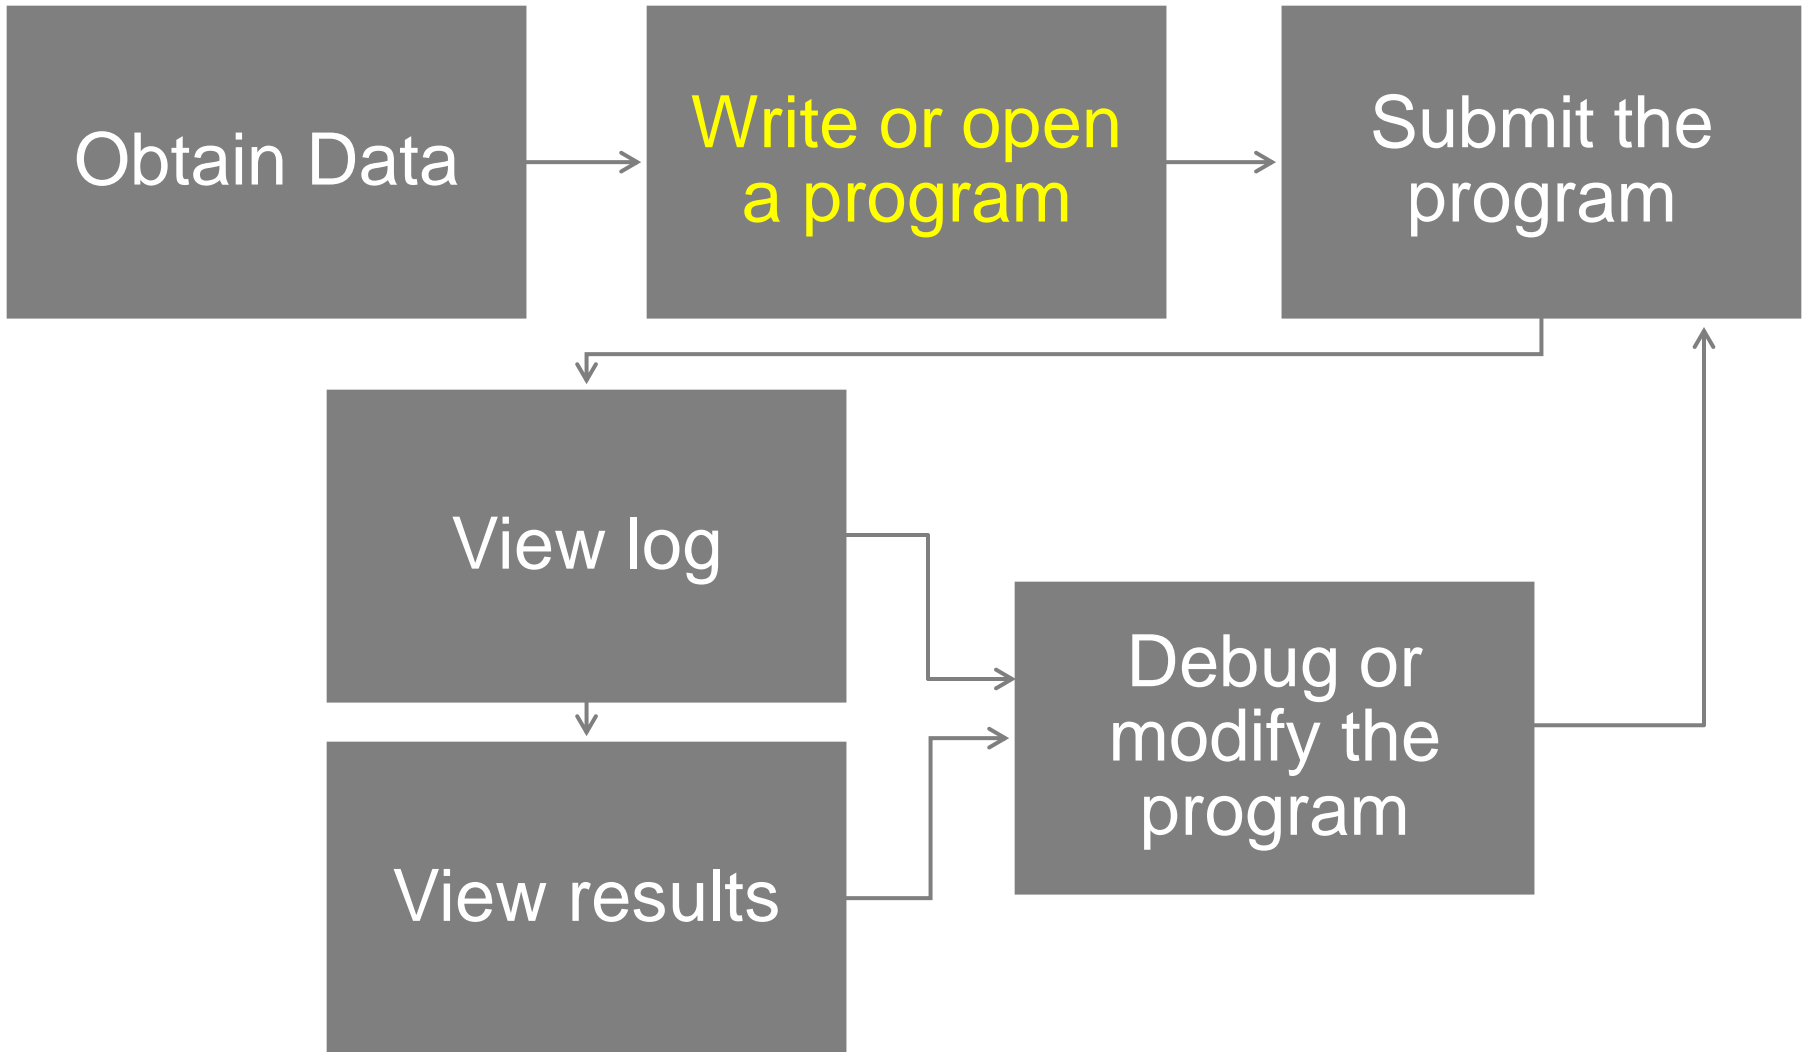 Obtain Data
Write or open
a program
Submit the
program
View log
Debug or
modify the
program
View results